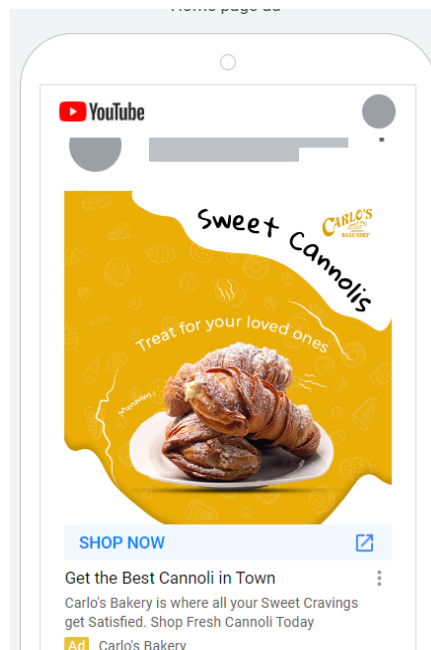 Home page ad
YouTube
Sweet Cannolis
CARLO'S
BAKE SHOP
Treat for your loved ones
Mmmmm
SHOP NOW
Get the Best Cannoli in Town
Carlo's Bakery is where all your Sweet Cravings
get Satisfied. Shop Fresh Cannoli Today
Ad Carlo's Bakery